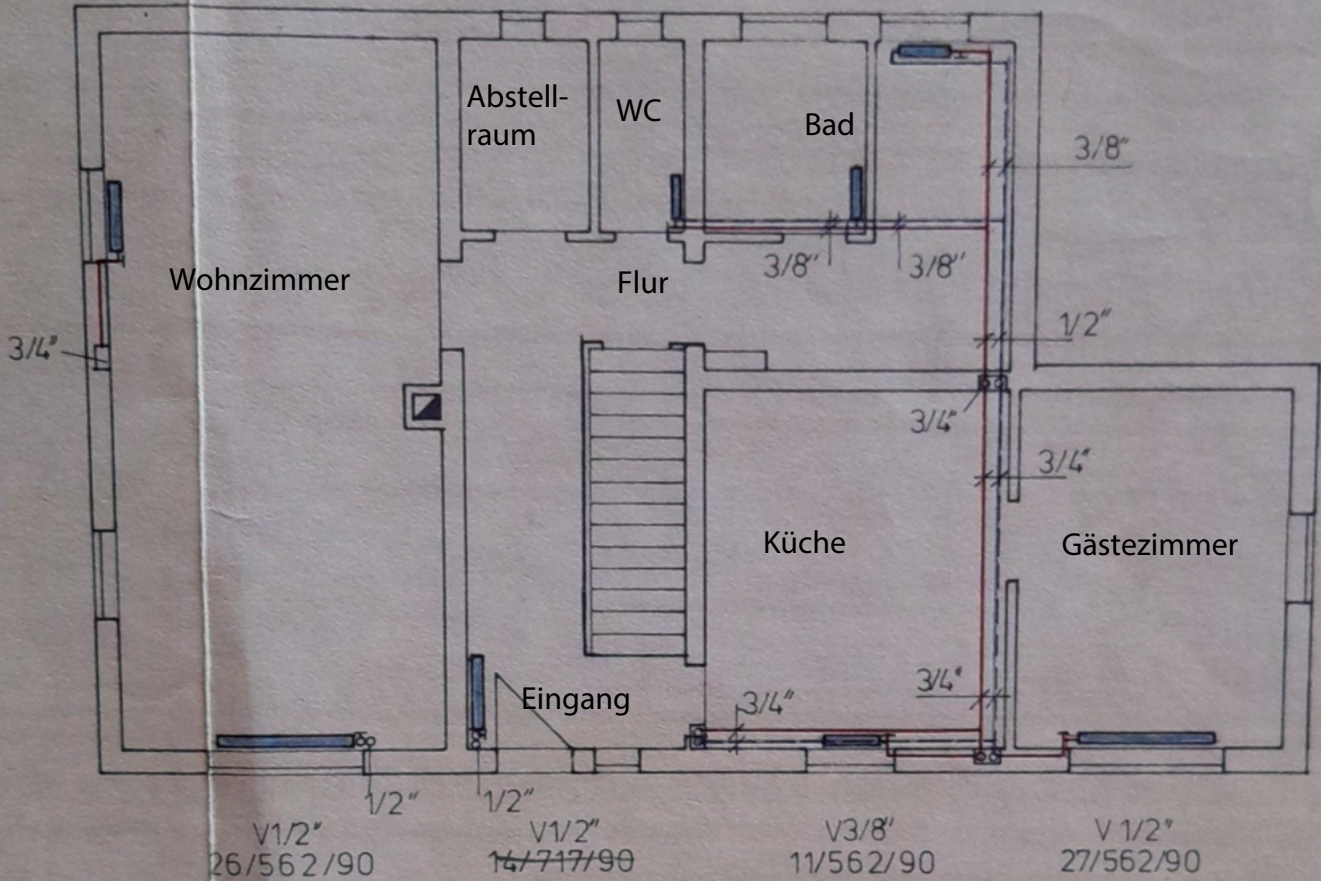 Abstell-
raum
WC
Bad
3/8"
Wohnzimmer
Flur
3/8"
3/8"
1/2"
3/4"
3/4"
3/4"
Küche
Gästezimmer
Eingang
3/4"
3/4"
1/2"
1/2"
V1/2"
26/562/90
V1/2"
14/717/90
V3/8"
11/562/90
V 1/2"
27/562/90